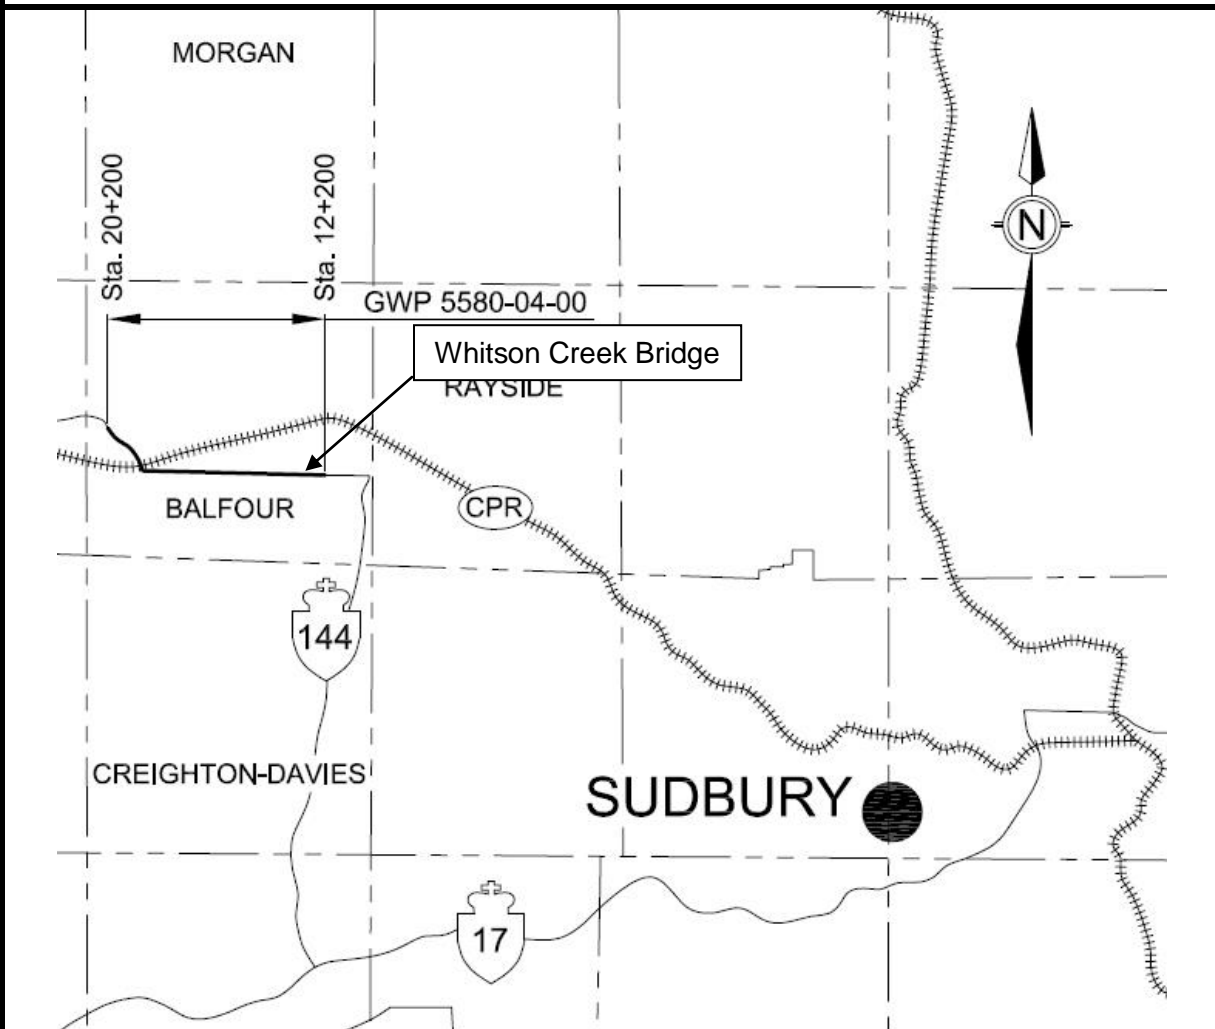 MORGAN
Sta. 20+200
Sta. 12+200
N
GWP 5580-04-00
Whitson Creek Bridge
RAYSIDE
BALFOUR
CPR
144
CREIGHTON-DAVIES
SUDBURY
17